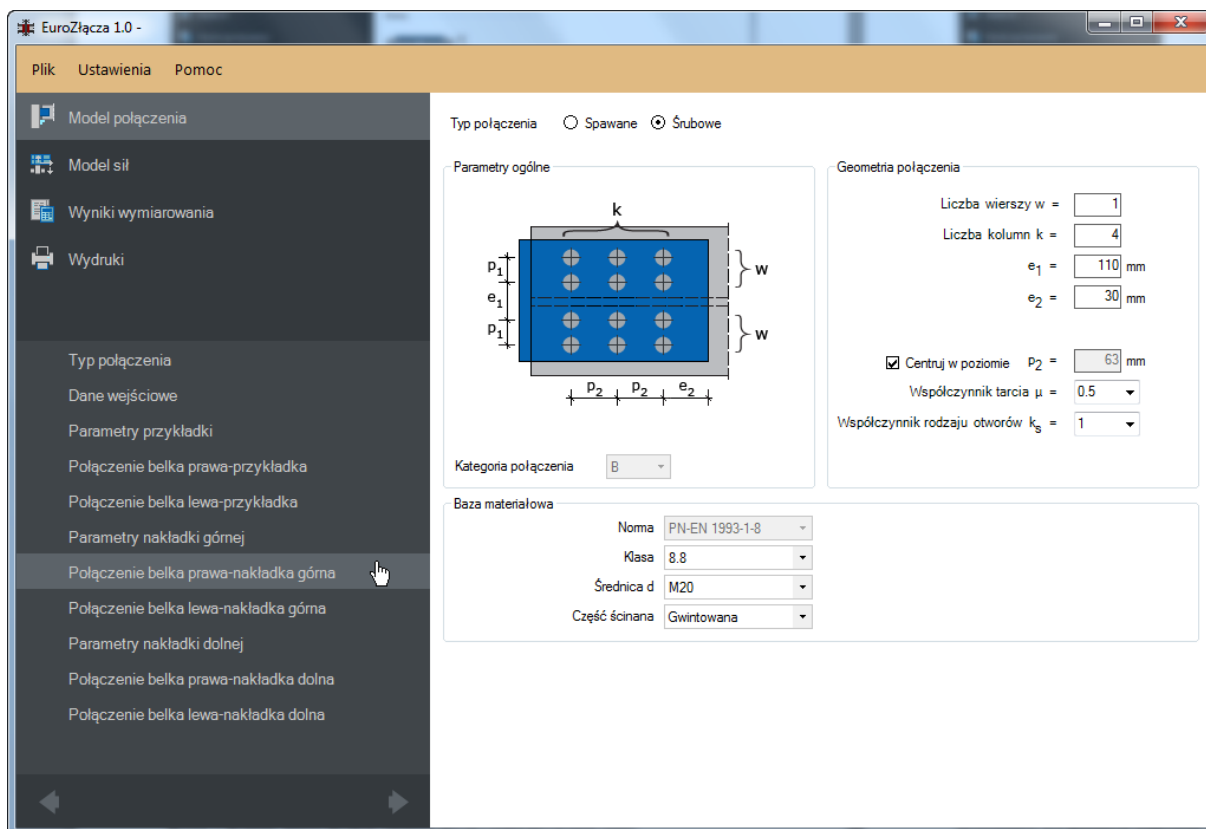 EuroZłącza 1.0 -
Plik Ustawienia Pomoc
Model połączenia
Model sił
Wyniki wymiarowania
Wydruki
Typ połączenia
Dane wejściowe
Parametry przykładki
Połączenie belka prawa-przykładka
Połączenie belka lewa-przykładka
Parametry nakładki górnej
Połączenie belka prawa-nakładka górna
Połączenie belka lewa-nakładka górna
Parametry nakładki dolnej
Połączenie belka prawa-nakładka dolna
Połączenie belka lewa-nakładka dolna
Typ połączenia Spawane Śrubowe
Parametry ogólne
k
p1
e1
p1
w
w
p2 p2 e2
Kategoria połączenia B
Geometria połączenia
Liczba wierszy w = 1
Liczba kolumn k = 4
e1 = 110 mm
e2 = 30 mm
Centruj w poziomie p2 = 63 mm
Współczynnik tarcia μ = 0.5
Współczynnik rodzaju otworów ks = 1
Baza materiałowa
Norma PN-EN 1993-1-8
Klasa 8.8
Średnica d M20
Część ścinana Gwintowana